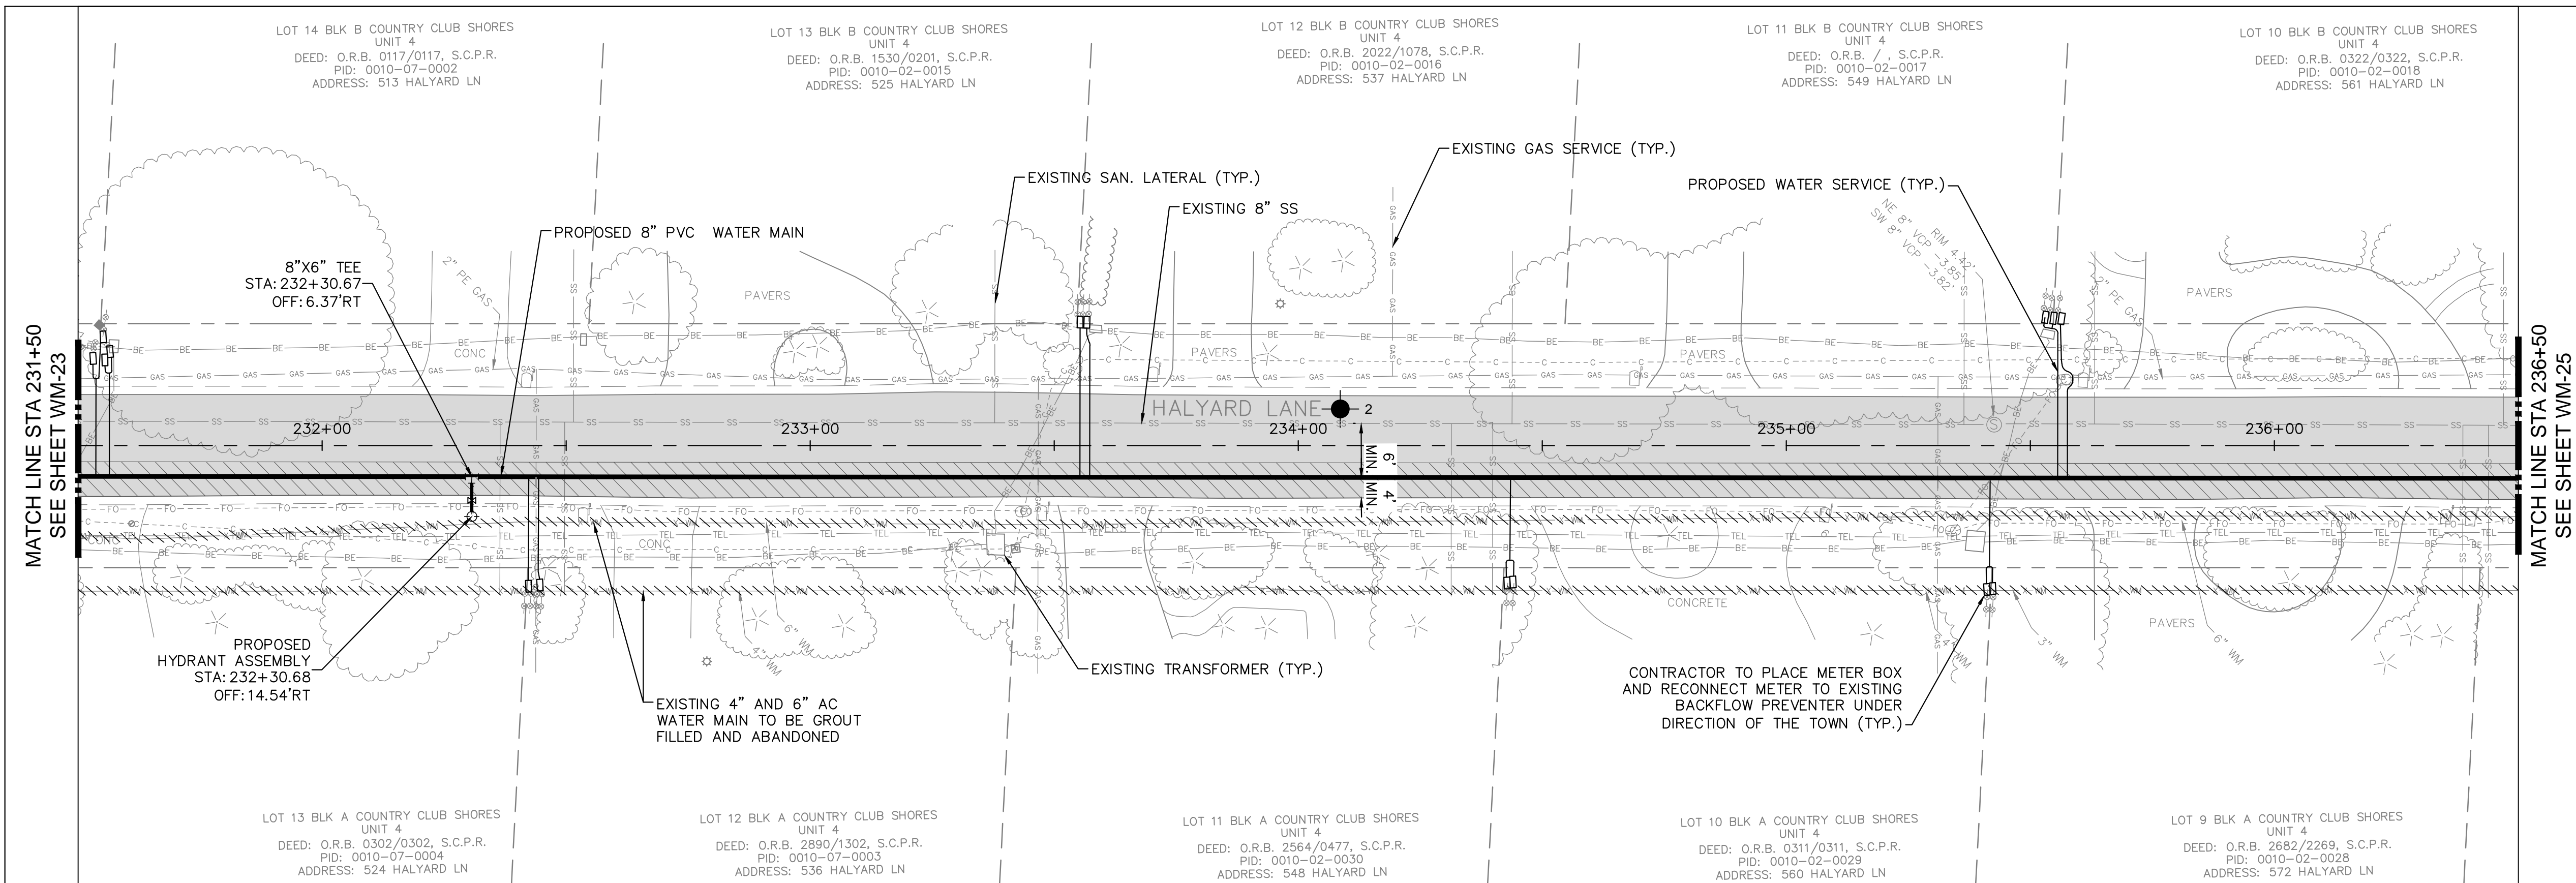 LOT 14 BLK B COUNTRY CLUB SHORES
UNIT 4
DEED: O.R.B. 0117/0117, S.C.P.R.
PID: 0010-07-0002
ADDRESS: 513 HALYARD LN
LOT 13 BLK B COUNTRY CLUB SHORES
UNIT 4
DEED: O.R.B. 1530/0201, S.C.P.R.
PID: 0010-02-0015
ADDRESS: 525 HALYARD LN
LOT 12 BLK B COUNTRY CLUB SHORES
UNIT 4
DEED: O.R.B. 2022/1078, S.C.P.R.
PID: 0010-02-0016
ADDRESS: 537 HALYARD LN
LOT 11 BLK B COUNTRY CLUB SHORES
UNIT 4
DEED: O.R.B. / , S.C.P.R.
PID: 0010-02-0017
ADDRESS: 549 HALYARD LN
LOT 10 BLK B COUNTRY CLUB SHORES
UNIT 4
DEED: O.R.B. 0322/0322, S.C.P.R.
PID: 0010-02-0018
ADDRESS: 561 HALYARD LN
EXISTING GAS SERVICE (TYP.)
EXISTING SAN. LATERAL (TYP.)
PROPOSED WATER SERVICE (TYP.)
EXISTING 8" SS
PROPOSED 8" PVC WATER MAIN
8"X6" TEE
STA: 232+30.67
OFF: 6.37'RT
2" PE GAS
PAVERS
CONC
PAVERS
PAVERS
RIM 4.42'
NE 8" VCP -3.85'
SW 8" VCP -3.82'
2" PE GAS
PAVERS
MATCH LINE STA 231+50
SEE SHEET WM-23
HALYARD LANE
2
232+00
233+00
234+00
235+00
236+00
6'
MIN.
4'
MIN.
MATCH LINE STA 236+50
SEE SHEET WM-25
CONC
CONC
PAVERS
CONCRETE
PAVERS
6" WM
4" WM
4" WM
3" WM
6" WM
PROPOSED
HYDRANT ASSEMBLY
STA: 232+30.68
OFF: 14.54'RT
EXISTING 4" AND 6" AC
WATER MAIN TO BE GROUT
FILLED AND ABANDONED
EXISTING TRANSFORMER (TYP.)
CONTRACTOR TO PLACE METER BOX
AND RECONNECT METER TO EXISTING
BACKFLOW PREVENTER UNDER
DIRECTION OF THE TOWN (TYP.)
LOT 13 BLK A COUNTRY CLUB SHORES
UNIT 4
DEED: O.R.B. 0302/0302, S.C.P.R.
PID: 0010-07-0004
ADDRESS: 524 HALYARD LN
LOT 12 BLK A COUNTRY CLUB SHORES
UNIT 4
DEED: O.R.B. 2890/1302, S.C.P.R.
PID: 0010-07-0003
ADDRESS: 536 HALYARD LN
LOT 11 BLK A COUNTRY CLUB SHORES
UNIT 4
DEED: O.R.B. 2564/0477, S.C.P.R.
PID: 0010-02-0030
ADDRESS: 548 HALYARD LN
LOT 10 BLK A COUNTRY CLUB SHORES
UNIT 4
DEED: O.R.B. 0311/0311, S.C.P.R.
PID: 0010-02-0029
ADDRESS: 560 HALYARD LN
LOT 9 BLK A COUNTRY CLUB SHORES
UNIT 4
DEED: O.R.B. 2682/2269, S.C.P.R.
PID: 0010-02-0028
ADDRESS: 572 HALYARD LN